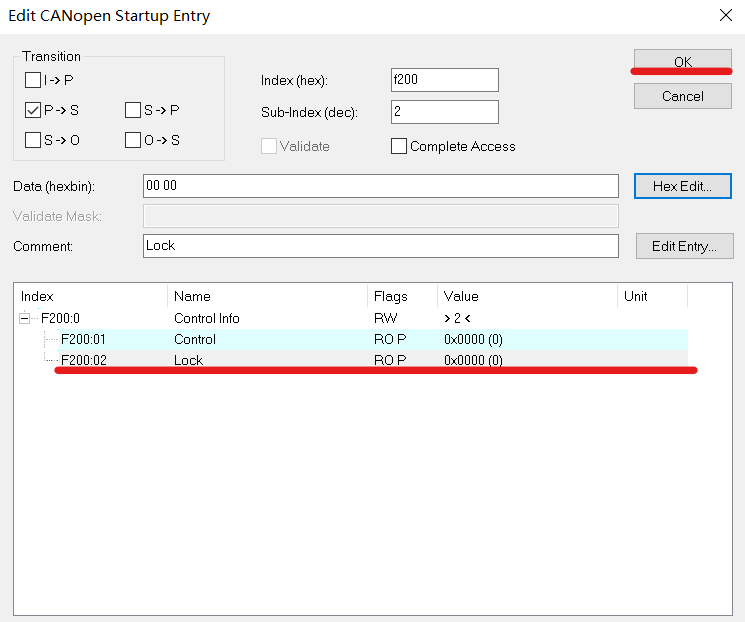 Edit CANopen Startup Entry
Transition
I -> P
P -> S
S -> P
S -> O
O -> S
Index (hex):
f200
Sub-Index (dec):
2
Validate
Complete Access
OK
Cancel
Data (hexbin):
00 00
Hex Edit...
Validate Mask:
Comment:
Lock
Edit Entry...
Index Name Flags Value Unit
F200:0 Control Info RW > 2 <
F200:01 Control RO P 0x0000 (0)
F200:02 Lock RO P 0x0000 (0)